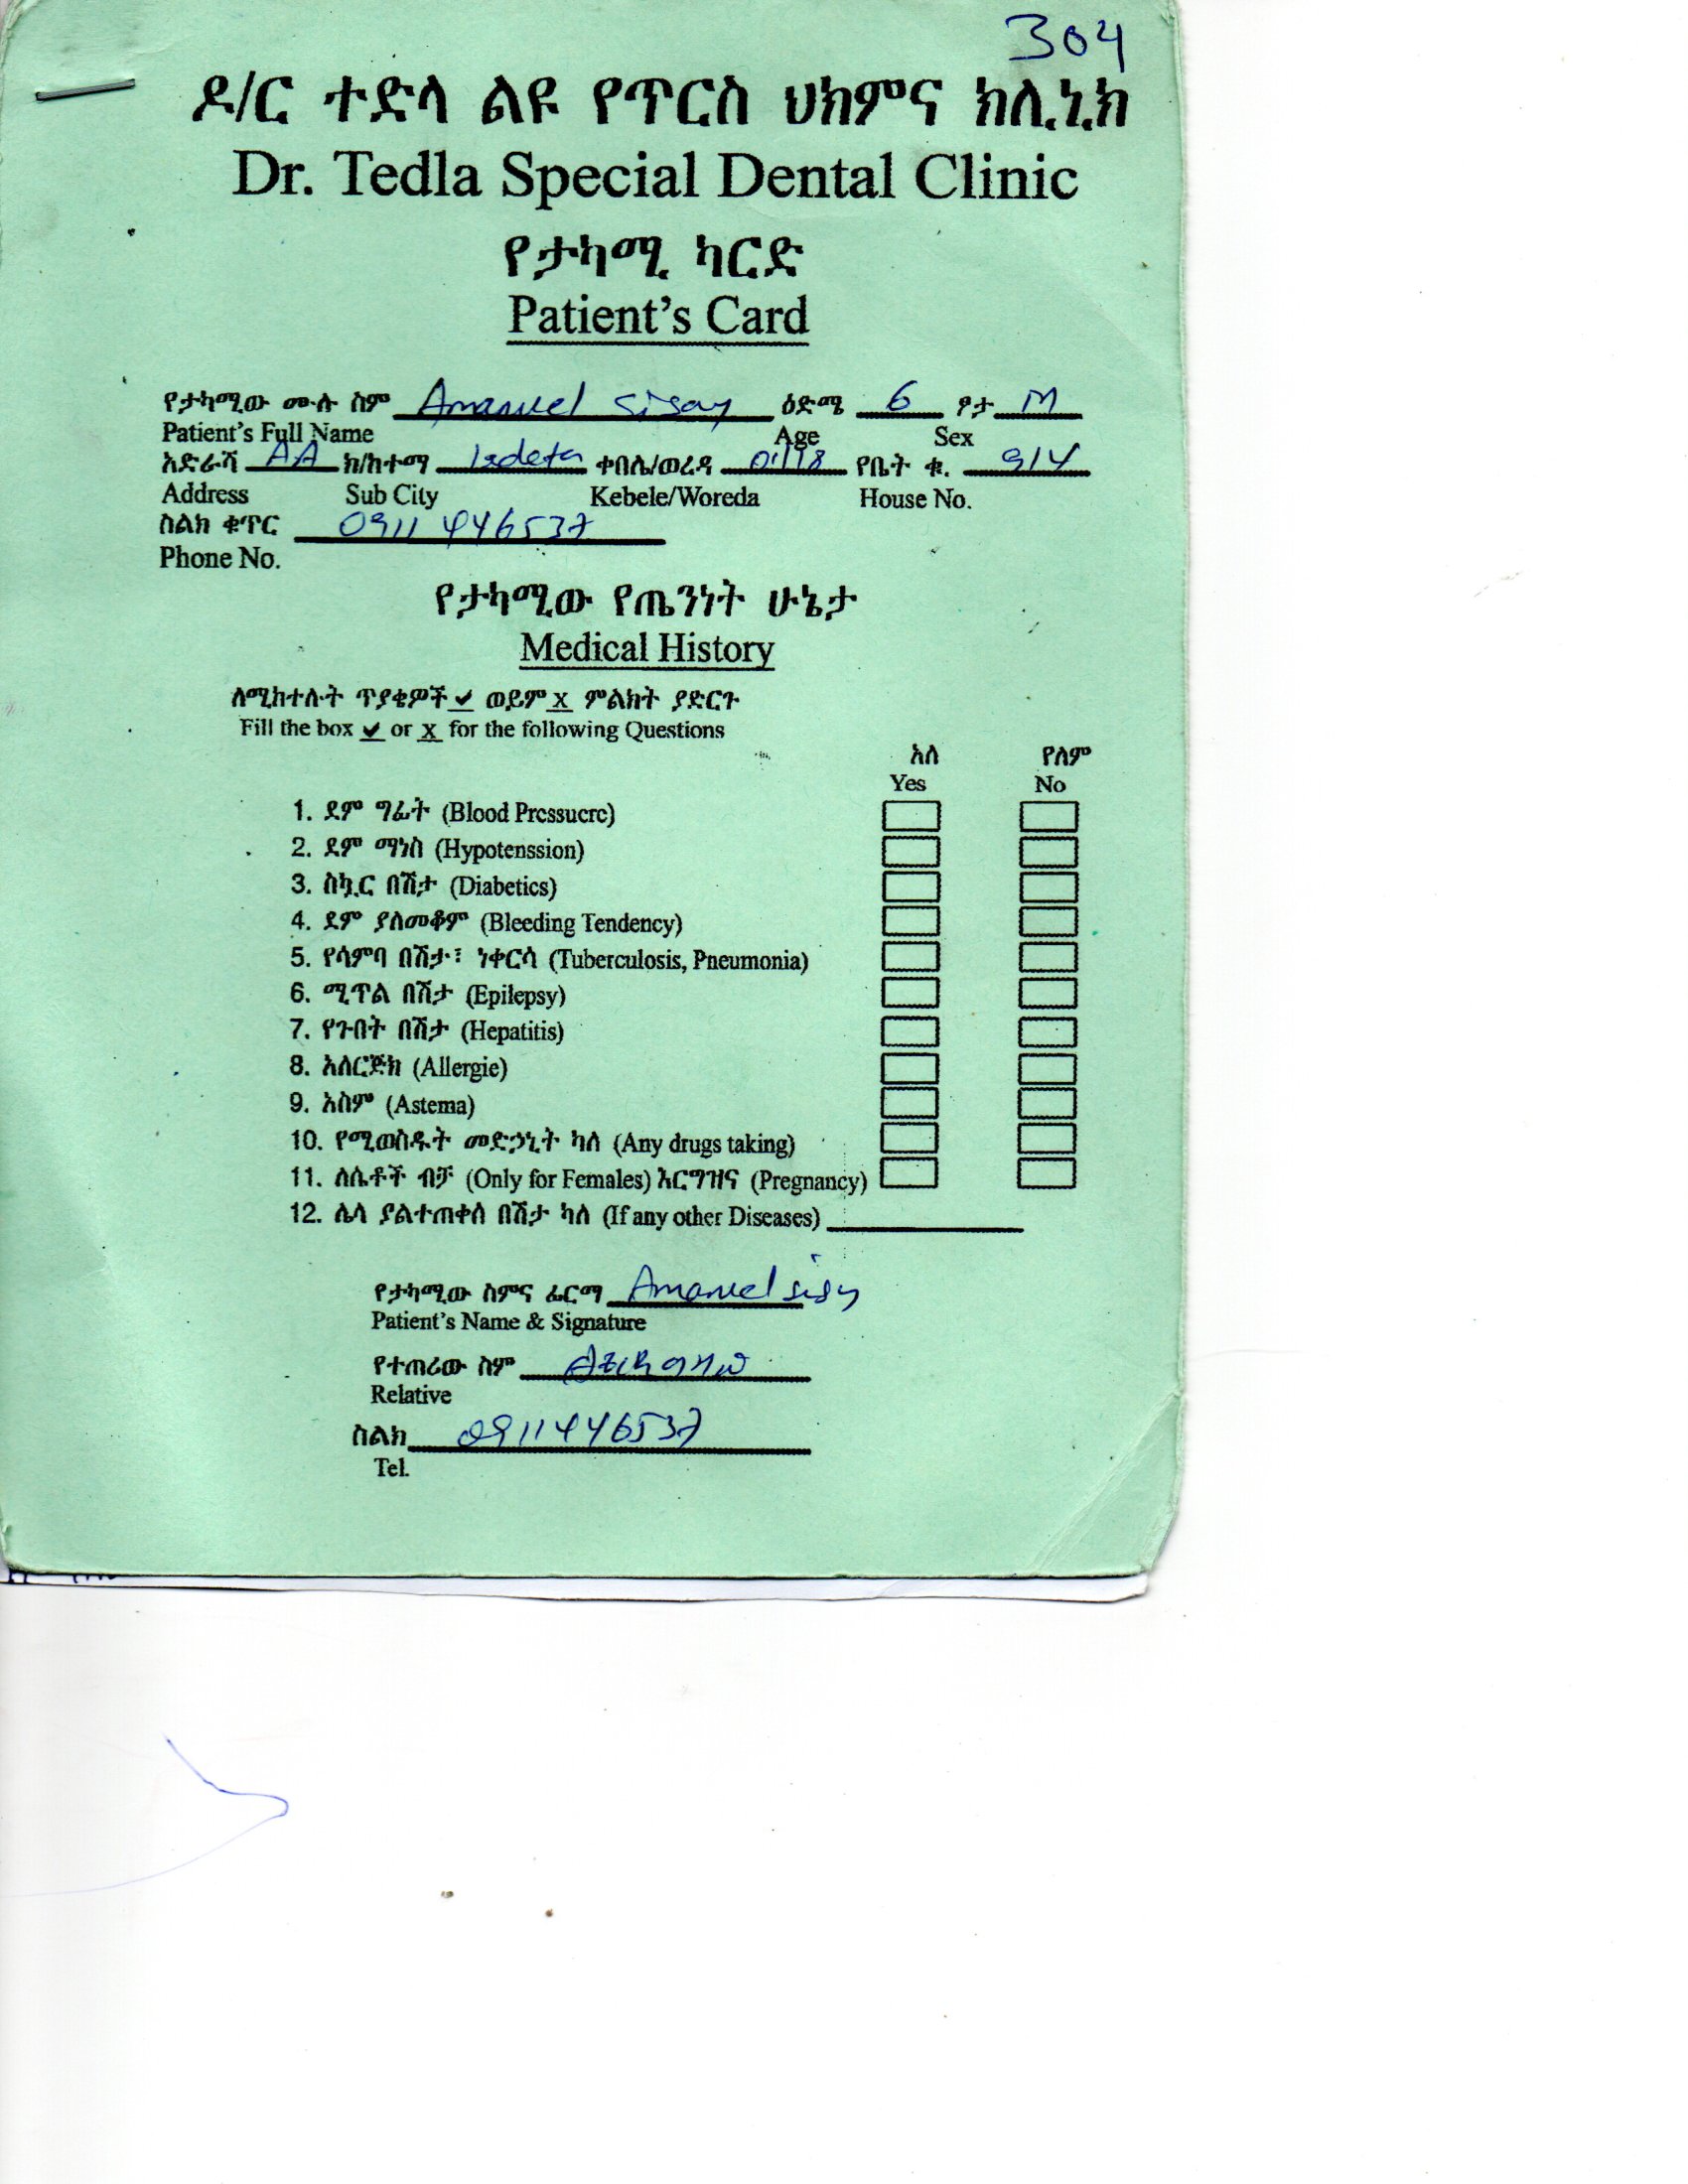 304
ዶ/ር ተድላ ልዩ የጥርስ ህክምና ክሊኒክ
Dr. Tedla Special Dental Clinic
የታካሚ ካርድ
Patient's Card
የታካሚው ሙሉ ስም Amanuel Sisay ዕድሜ 6 ፆታ M
Patient's Full Name Age Sex
አድራሻ AA ክ/ከተማ Ledeta ቀበሌ/ወረዳ የቤት ቁ. 914
Address Sub City Kebele/Woreda House No.
ስልክ ቁጥር 0911 446537
Phone No.
የታካሚው የጤንነት ሁኔታ
Medical History
ለሚከተሉት ጥያቄዎች ✓ ወይም x ምልክት ያድርጉ
Fill the box ✓ or x for the following Questions
አለ የለም
Yes No
1. ደም ግፊት (Blood Pressucre)
2. ደም ማነስ (Hypotenssion)
3. ስኳር በሽታ (Diabetics)
4. ደም ያለመቆም (Bleeding Tendency)
5. የሳምባ በሽታ፣ ነቀርሳ (Tuberculosis, Pneumonia)
6. ሚጥል በሽታ (Epilepsy)
7. የጉበት በሽታ (Hepatitis)
8. አለርጅክ (Allergie)
9. አስም (Astema)
10. የሚወስዱት መድኃኒት ካለ (Any drugs taking)
11. ለሴቶች ብቻ (Only for Females) እርግዝና (Pregnancy)
12. ሌላ ያልተጠቀሰ በሽታ ካለ (If any other Diseases)
የታካሚው ስምና ፊርማ Amanuel sisy
Patient's Name & Signature
የተጠሪው ስም
Relative
ስልክ 0911446537
Tel.